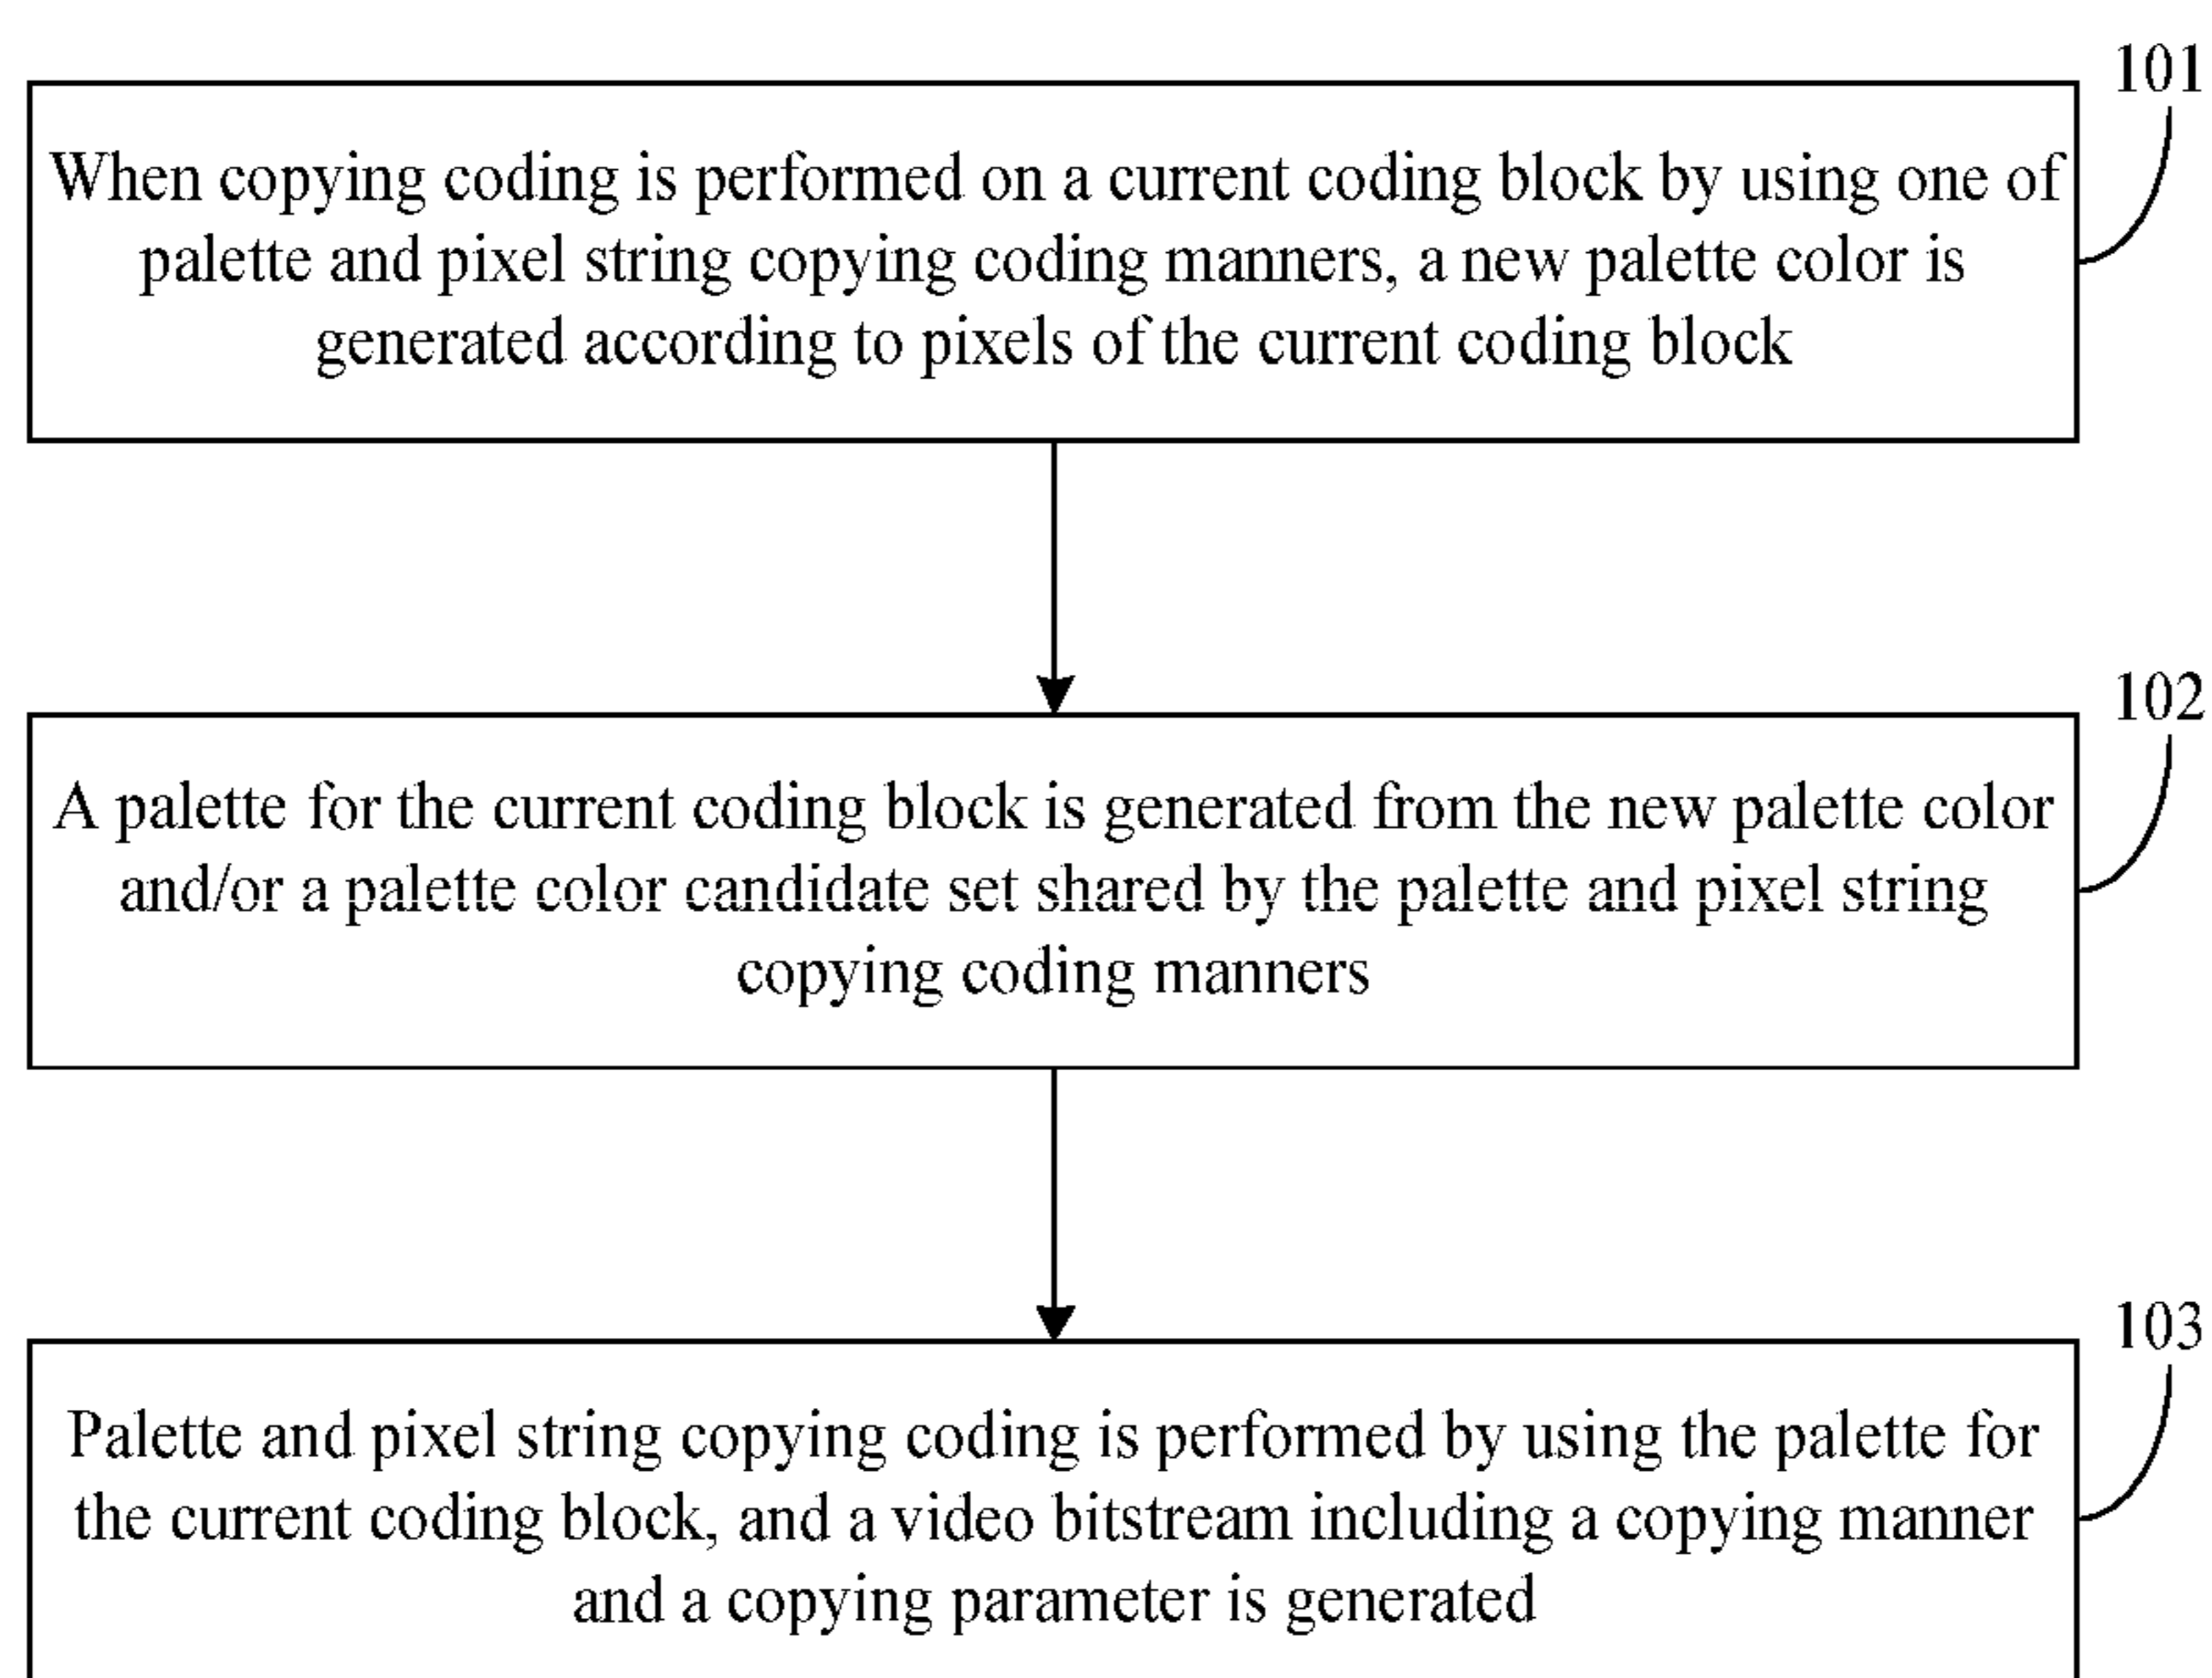 101
When copying coding is performed on a current coding block by using one of
palette and pixel string copying coding manners, a new palette color is
generated according to pixels of the current coding block
102
A palette for the current coding block is generated from the new palette color
and/or a palette color candidate set shared by the palette and pixel string
copying coding manners
103
Palette and pixel string copying coding is performed by using the palette for
the current coding block, and a video bitstream including a copying manner
and a copying parameter is generated